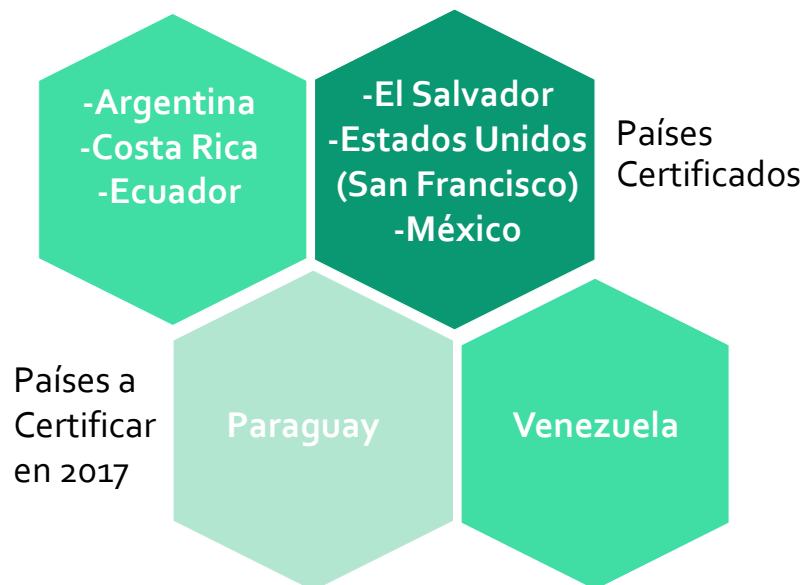 -Argentina
-Costa Rica
-Ecuador
-El Salvador
-Estados Unidos
(San Francisco)
-México
Países
Certificados
Países a
Certificar
en 2017
Paraguay
Venezuela